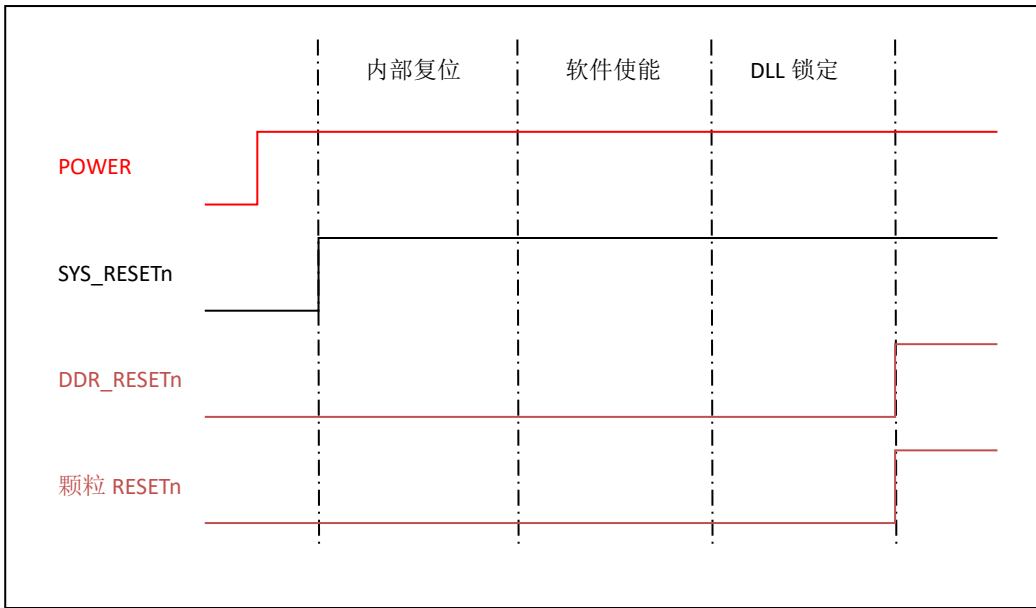 内部复位 软件使能 DLL 锁定
POWER
SYS_RESETn
DDR_RESETn
颗粒 RESETn